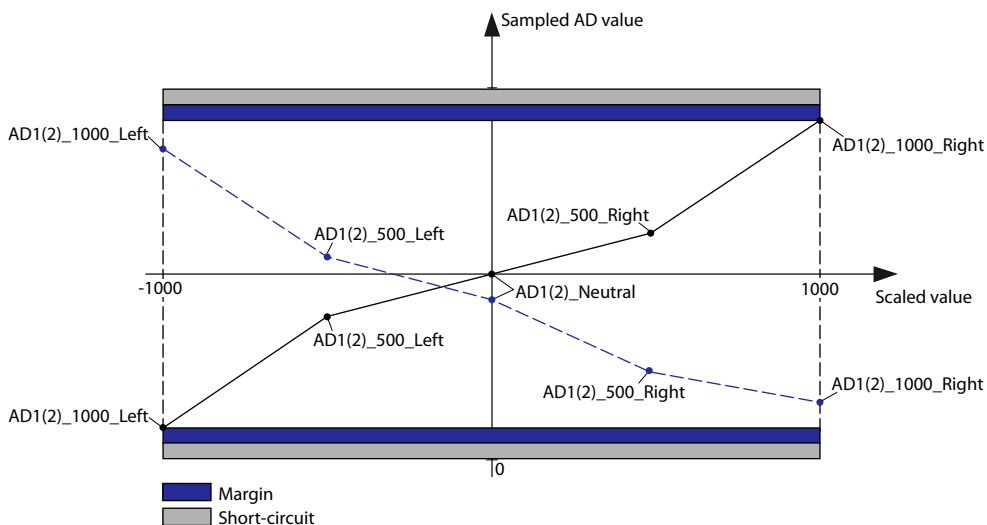 Sampled AD value
AD1(2)_1000_Left
AD1(2)_1000_Right
AD1(2)_500_Right
AD1(2)_500_Left
-1000
AD1(2)_Neutral
1000
Scaled value
AD1(2)_500_Left
AD1(2)_500_Right
AD1(2)_1000_Right
AD1(2)_1000_Left
0
Margin
Short-circuit